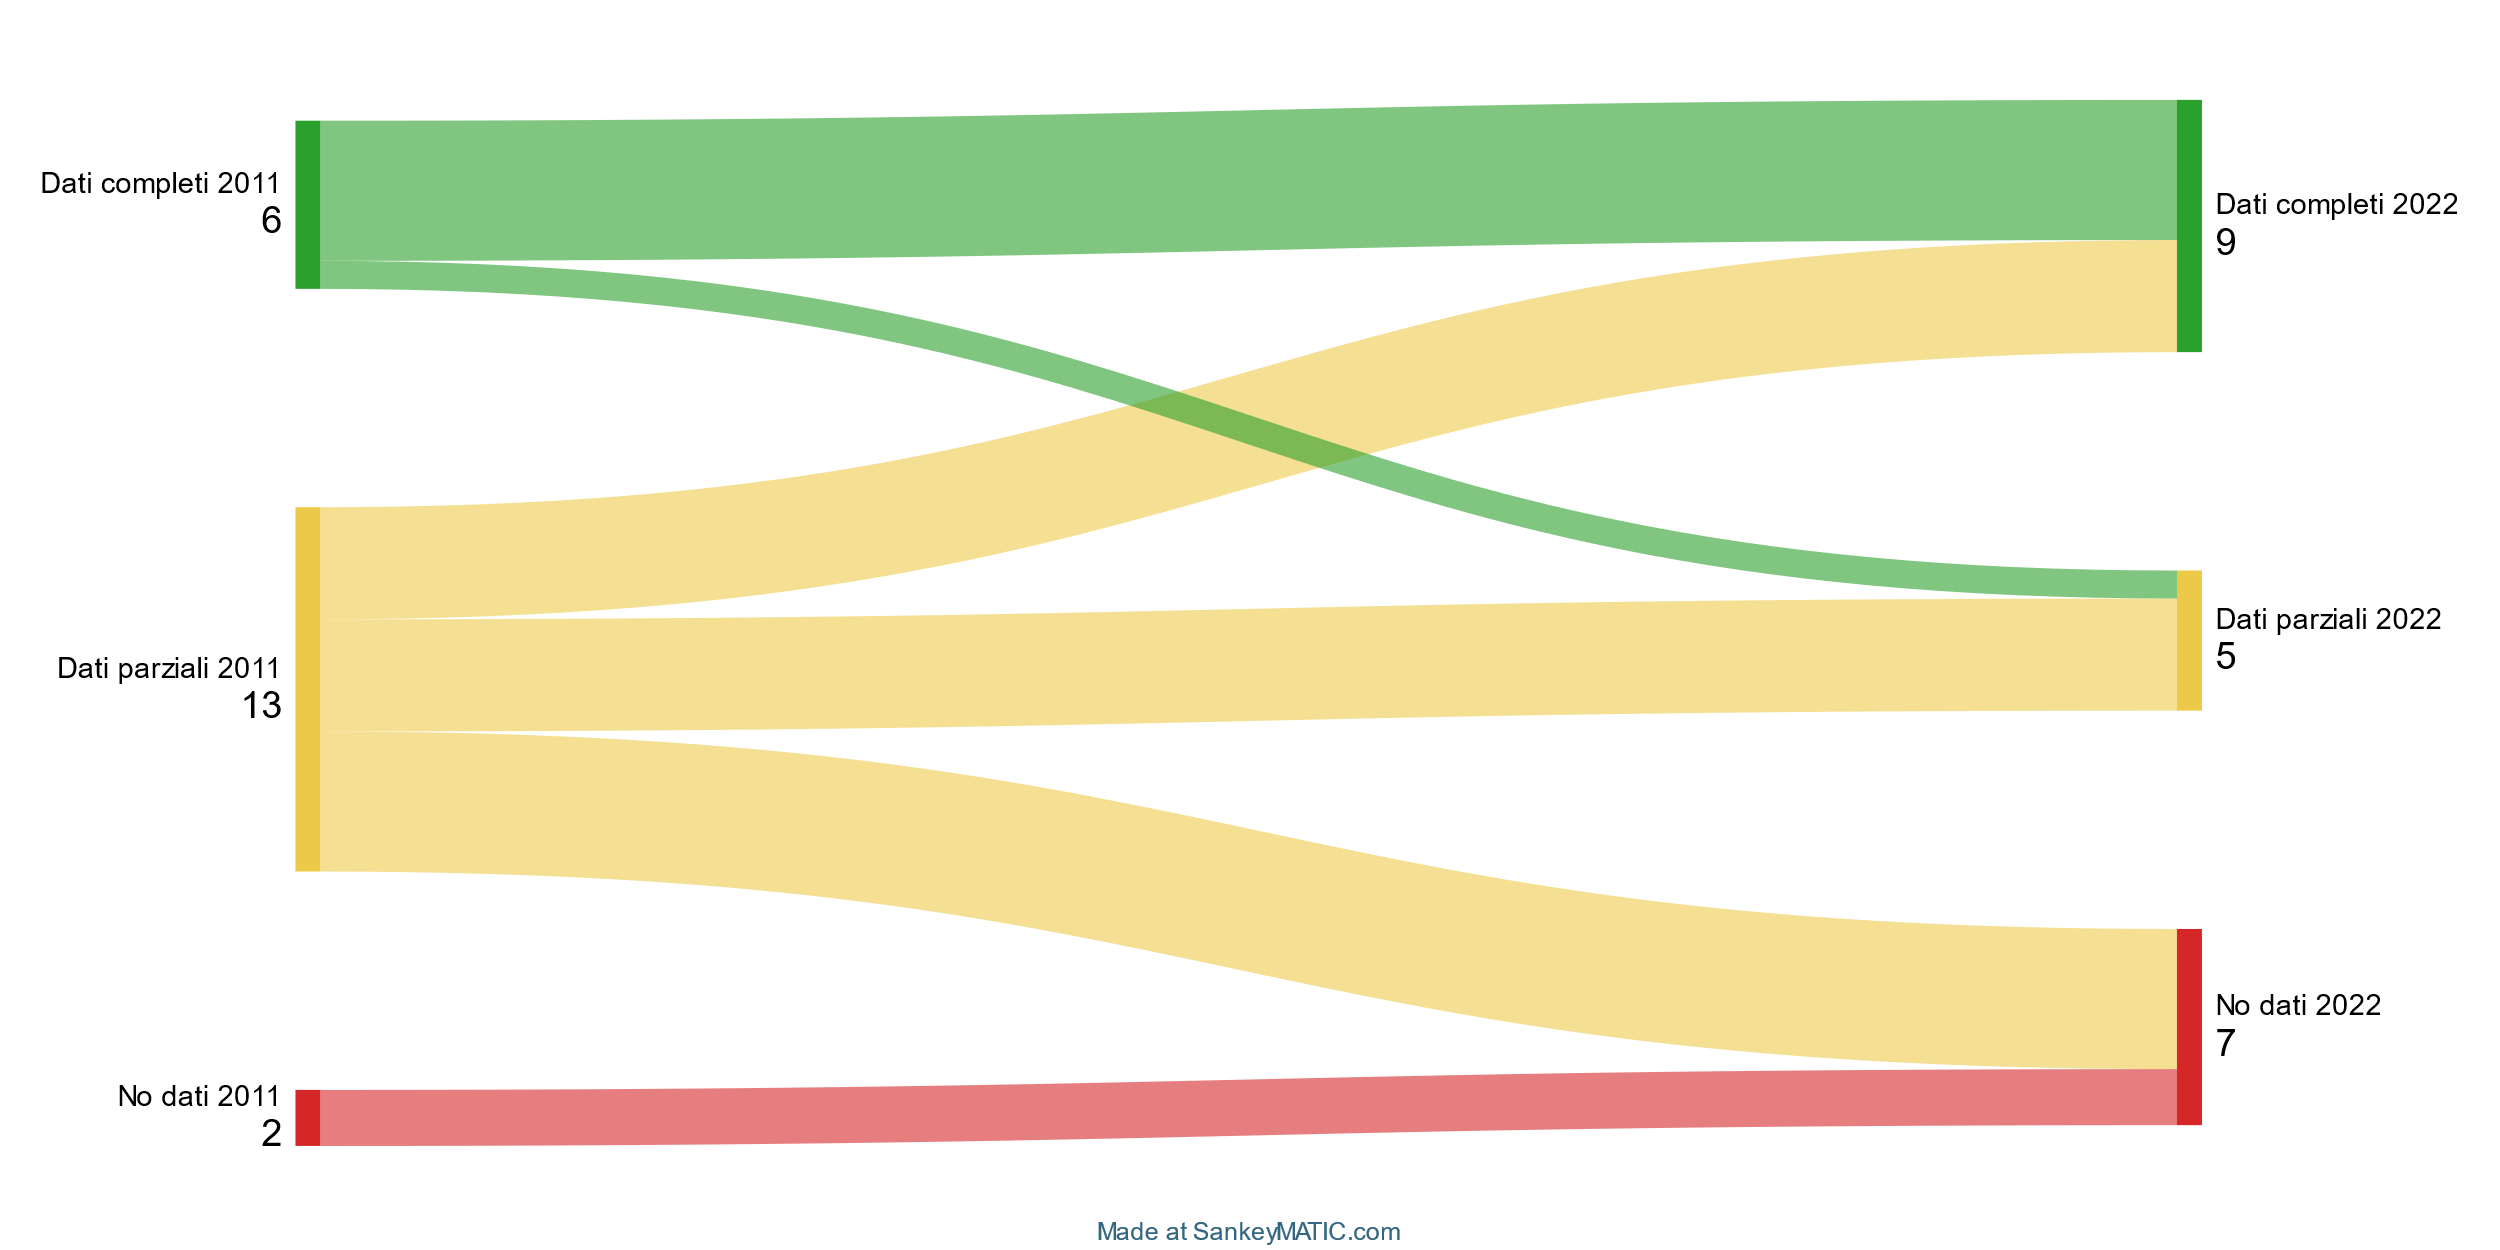 Dati completi 2011
6
Dati completi 2022
9
Dati parziali 2011
13
Dati parziali 2022
5
No dati 2011
2
No dati 2022
7
Made at SankeyMATIC.com